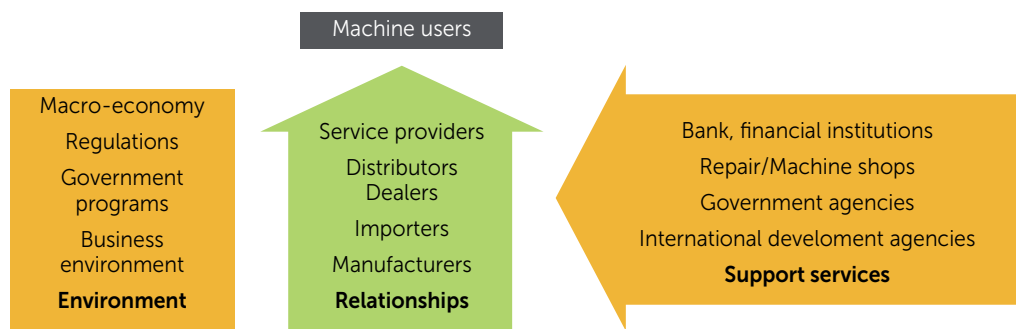 Machine users
Macro-economy
Regulations
Government
programs
Business
environment
Environment
Service providers
Distributors
Dealers
Importers
Manufacturers
Relationships
Bank, financial institutions
Repair/Machine shops
Government agencies
International develoment agencies
Support services